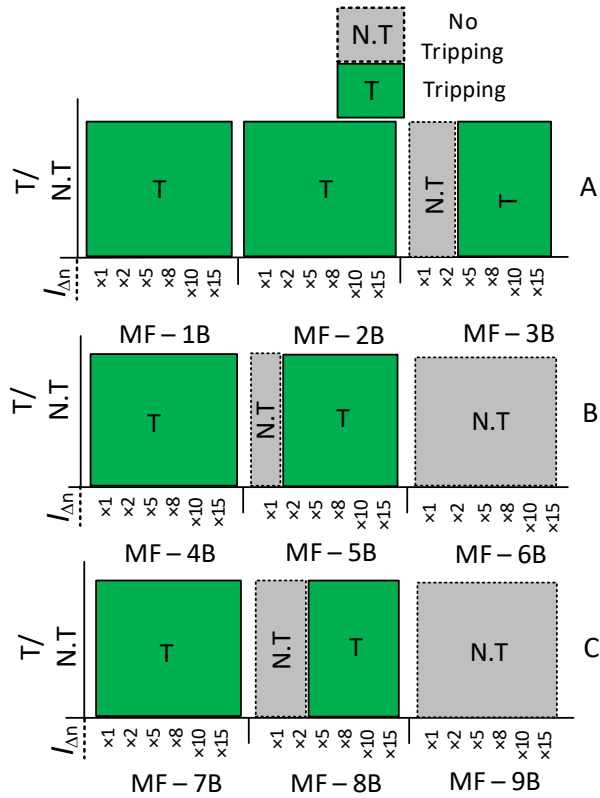 N.T
No
Tripping
T
Tripping
T/
N.T
T
T
N.T
T
A
I∆n
×1 ×2 ×5 ×8 ×10 ×15
×1 ×2 ×5 ×8 ×10 ×15
×1 ×2 ×5 ×8 ×10 ×15
MF – 1B
MF – 2B
MF – 3B
T/
N.T
T
N.T
T
N.T
B
I∆n
×1 ×2 ×5 ×8 ×10 ×15
×1 ×2 ×5 ×8 ×10 ×15
×1 ×2 ×5 ×8 ×10 ×15
MF – 4B
MF – 5B
MF – 6B
T/
N.T
T
N.T
T
N.T
C
I∆n
×1 ×2 ×5 ×8 ×10 ×15
×1 ×2 ×5 ×8 ×10 ×15
×1 ×2 ×5 ×8 ×10 ×15
MF – 7B
MF – 8B
MF – 9B